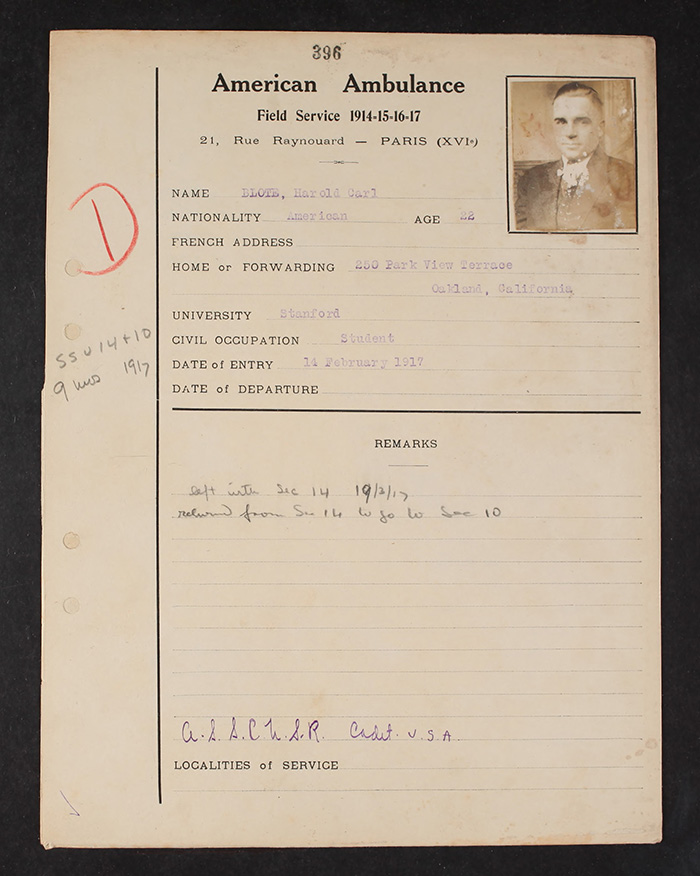 396
American Ambulance
Field Service 1914-15-16-17
21, Rue Raynouard — PARIS (XVIe)
NAME BLOTE, Harold Carl
NATIONALITY American AGE 22
FRENCH ADDRESS
HOME or FORWARDING 250 Park View Terrace
Oakland, California
UNIVERSITY Stanford
CIVIL OCCUPATION Student
DATE of ENTRY 14 February 1917
DATE of DEPARTURE
D
SSU 14 + 10
9 mos 1917
REMARKS
left with Sec 14 19/2/17
returned from Sec 14 to go to Sec 10
Cadet U.S.A.
LOCALITIES of SERVICE